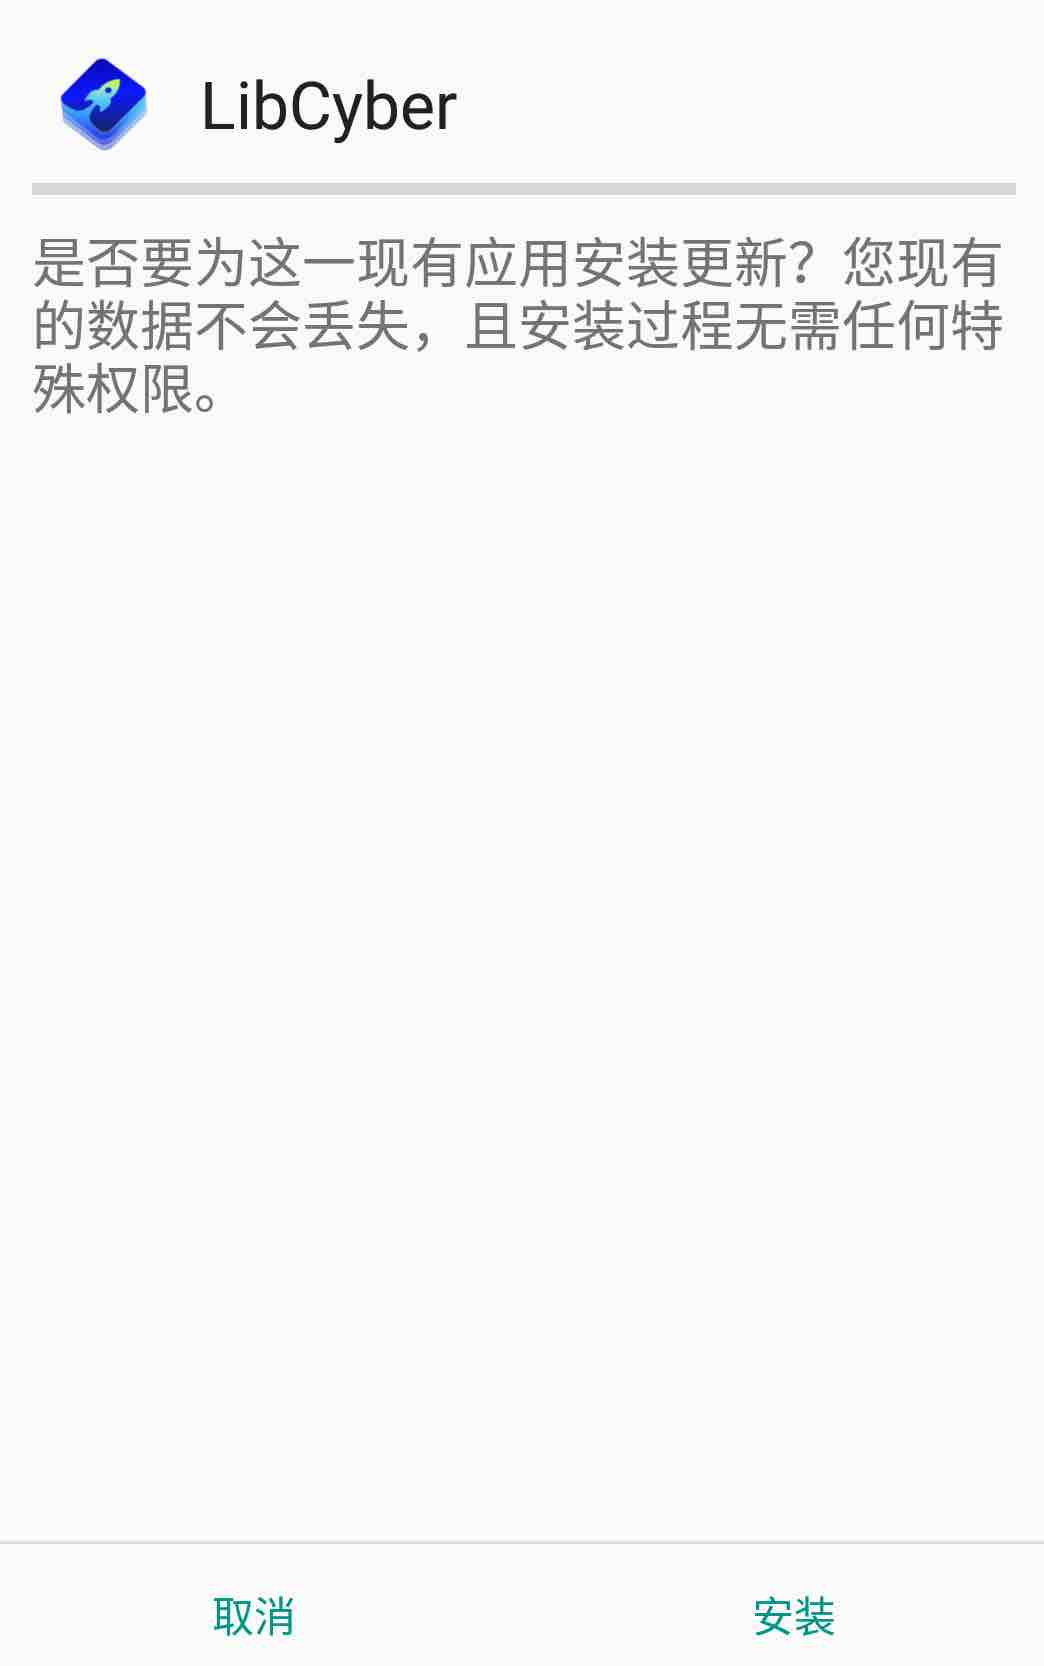 LibCyber
是否要为这一现有应用安装更新？您现有
的数据不会丢失，且安装过程无需任何特
殊权限。
取消
安装